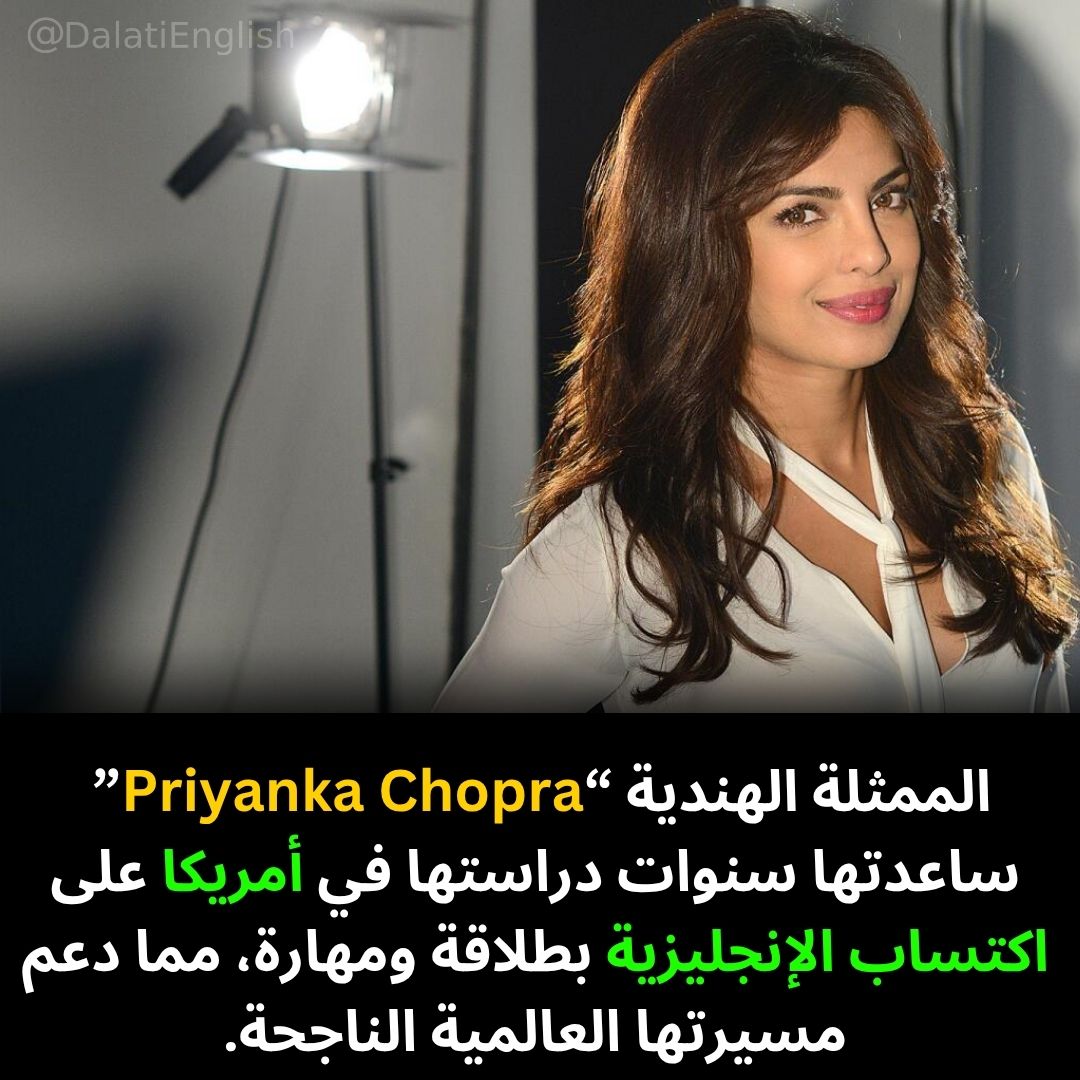 @DalatiEnglish
الممثلة الهندية “Priyanka Chopra”
ساعدتها سنوات دراستها في أمريكا على
اكتساب الإنجليزية بطلاقة ومهارة، مما دعم
مسيرتها العالمية الناجحة.